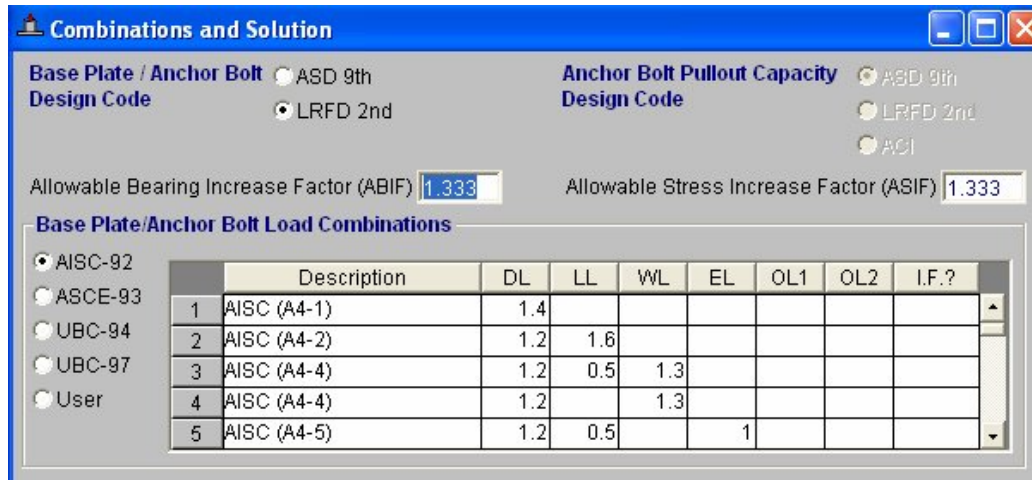 Combinations and Solution
Base Plate / Anchor Bolt Design Code
ASD 9th
LRFD 2nd
Anchor Bolt Pullout Capacity Design Code
ASD 9th
LRFD 2nd
ACI
Allowable Bearing Increase Factor (ABIF) 1.333
Allowable Stress Increase Factor (ASIF) 1.333
Base Plate/Anchor Bolt Load Combinations
AISC-92
ASCE-93
UBC-94
UBC-97
User
Description DL LL WL EL OL1 OL2 I.F.?
1 AISC (A4-1) 1.4
2 AISC (A4-2) 1.2 1.6
3 AISC (A4-4) 1.2 0.5 1.3
4 AISC (A4-4) 1.2 1.3
5 AISC (A4-5) 1.2 0.5 1